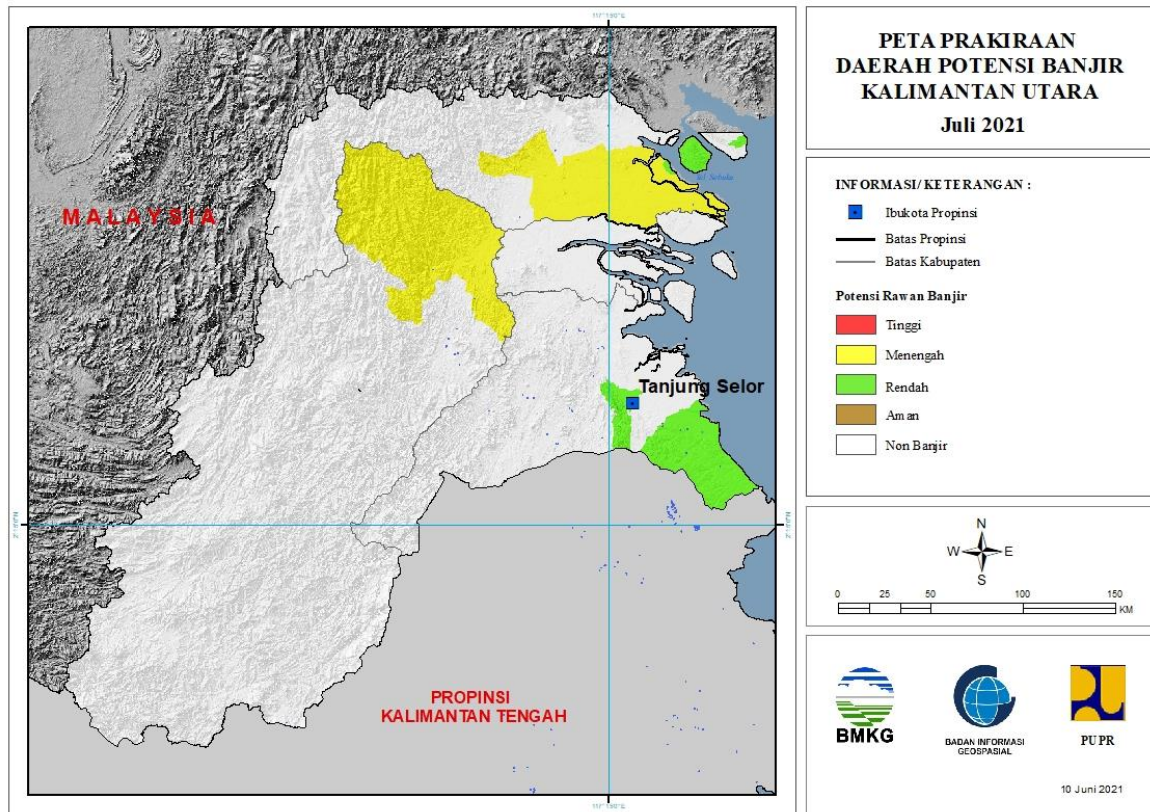 PETA PRAKIRAAN
DAERAH POTENSI BANJIR
KALIMANTAN UTARA
Juli 2021
INFORMASI/ KETERANGAN :
Ibukota Propinsi
Batas Propinsi
Batas Kabupaten
Potensi Rawan Banjir
Tinggi
Menengah
Rendah
Aman
Non Banjir
MALAYSIA
Tanjung Selor
PROPINSI
KALIMANTAN TENGAH
N
W E
S
0 25 50 100 150
KM
BMKG
BADAN INFORMASI
GEOSPASIAL
PUPR
10 Juni 2021